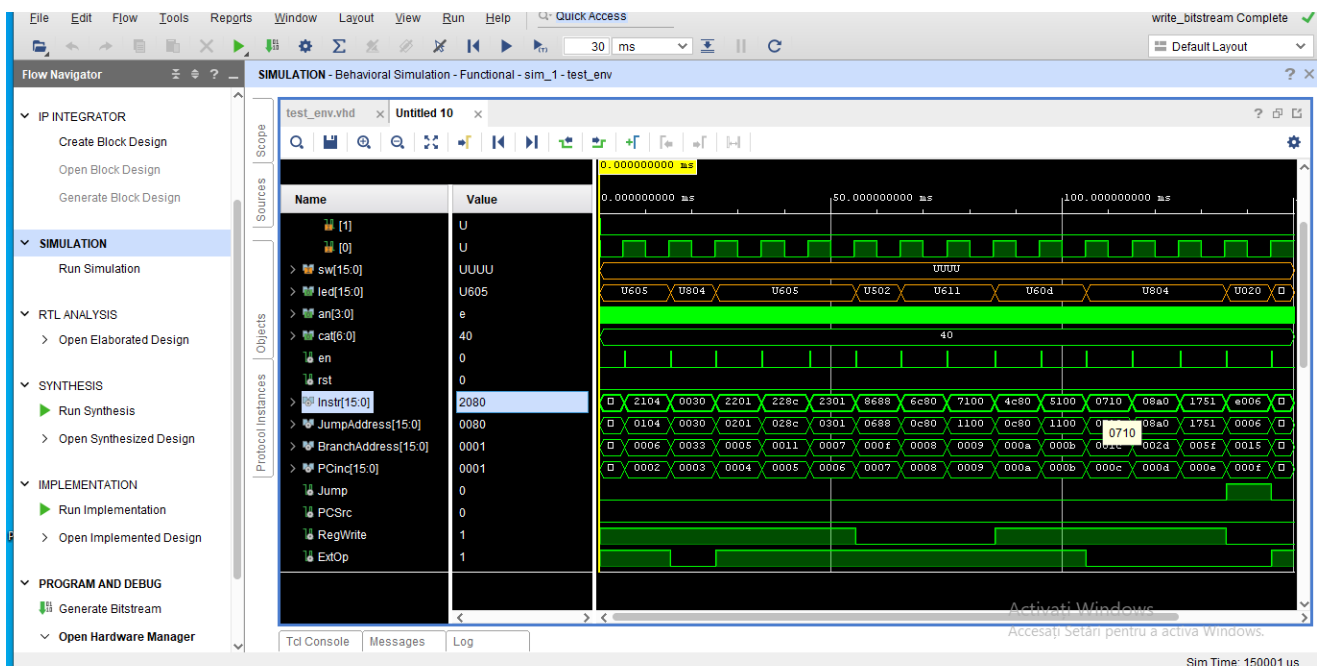 File Edit Flow Tools Reports Window Layout View Run Help Quick Access write_bitstream Complete
30 ms Default Layout
Flow Navigator SIMULATION - Behavioral Simulation - Functional - sim_1 - test_env
IP INTEGRATOR
Create Block Design
Open Block Design
Generate Block Design
SIMULATION
Run Simulation
RTL ANALYSIS
Open Elaborated Design
SYNTHESIS
Run Synthesis
Open Synthesized Design
IMPLEMENTATION
Run Implementation
Open Implemented Design
PROGRAM AND DEBUG
Generate Bitstream
Open Hardware Manager
Scope
Sources
Objects
Protocol Instances
test_env.vhd Untitled 10
0.000000000 ms
Name Value 0.000000000 ms 50.000000000 ms 100.000000000 ms
[1] U
[0] U
sw[15:0] UUUU UUUU
led[15:0] U605 U605 U804 U605 U502 U611 U60d U804 U020
an[3:0] e
cat[6:0] 40 40
en 0
rst 0
Instr[15:0] 2080 2104 0030 2201 228c 2301 8688 6c80 7100 4c80 5100 0710 08a0 1751 e006
JumpAddress[15:0] 0080 0104 0030 0201 028c 0301 0688 0c80 1100 0c80 1100 08a0 1751 0006
0710
BranchAddress[15:0] 0001 0006 0033 0005 0011 0007 000f 0008 0009 000a 000b 002d 005f 0015
PCinc[15:0] 0001 0002 0003 0004 0005 0006 0007 0008 0009 000a 000b 000c 000d 000e 000f
Jump 0
PCSrc 0
RegWrite 1
ExtOp 1
Activați Windows
Accesați Setări pentru a activa Windows.
Tcl Console Messages Log
Sim Time: 150001 us